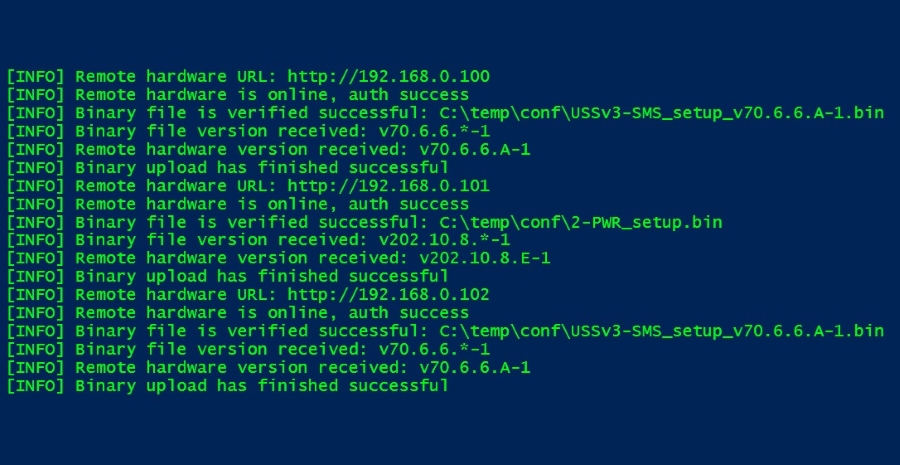 [INFO] Remote hardware URL: http://192.168.0.100
[INFO] Remote hardware is online, auth success
[INFO] Binary file is verified successful: C:\temp\conf\USSv3-SMS_setup_v70.6.6.A-1.bin
[INFO] Binary file version received: v70.6.6.*-1
[INFO] Remote hardware version received: v70.6.6.A-1
[INFO] Binary upload has finished successful
[INFO] Remote hardware URL: http://192.168.0.101
[INFO] Remote hardware is online, auth success
[INFO] Binary file is verified successful: C:\temp\conf\2-PWR_setup.bin
[INFO] Binary file version received: v202.10.8.*-1
[INFO] Remote hardware version received: v202.10.8.E-1
[INFO] Binary upload has finished successful
[INFO] Remote hardware URL: http://192.168.0.102
[INFO] Remote hardware is online, auth success
[INFO] Binary file is verified successful: C:\temp\conf\USSv3-SMS_setup_v70.6.6.A-1.bin
[INFO] Binary file version received: v70.6.6.*-1
[INFO] Remote hardware version received: v70.6.6.A-1
[INFO] Binary upload has finished successful